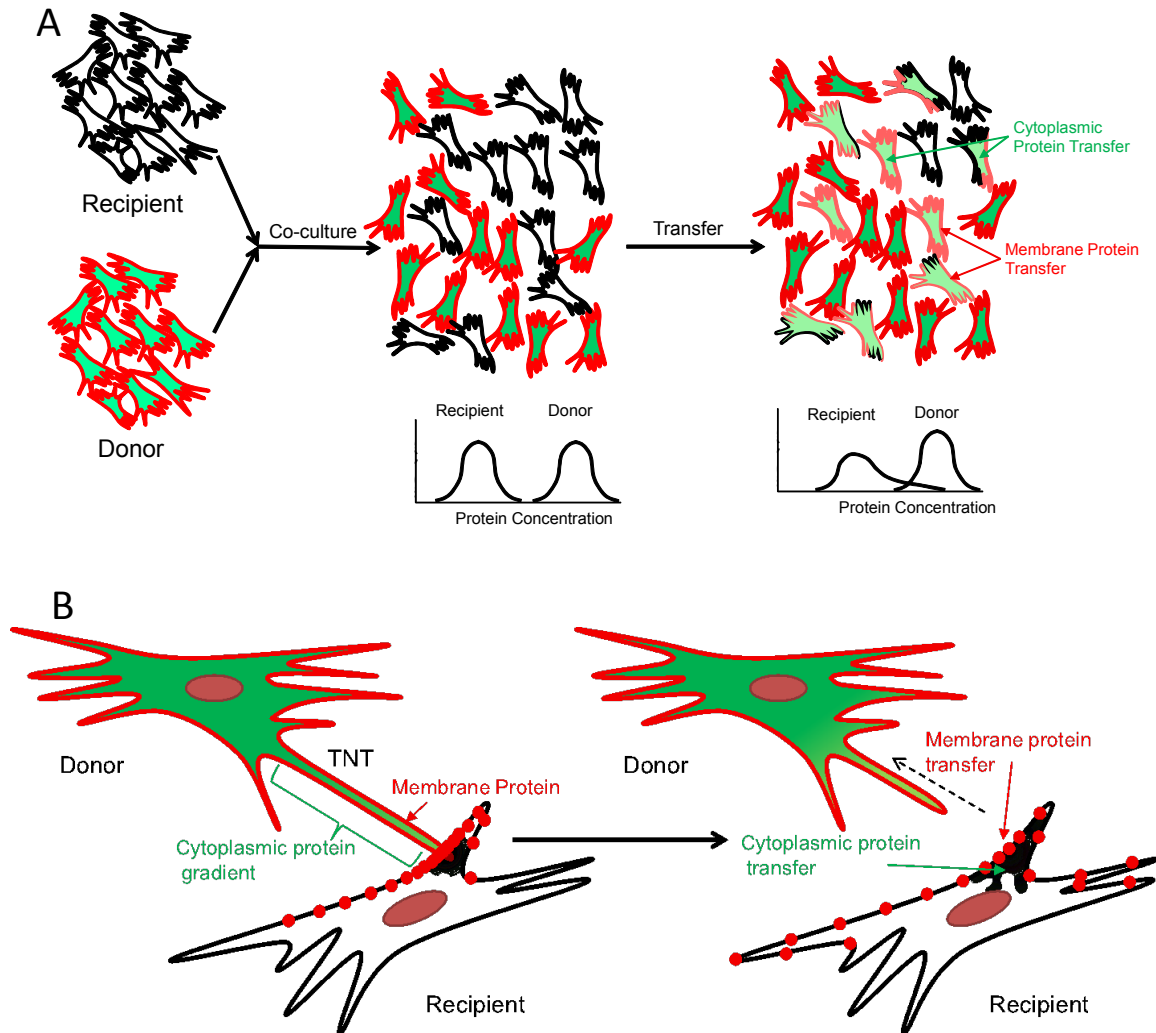 A
Recipient
Donor
Co-culture
Transfer
Cytoplasmic
Protein Transfer
Membrane Protein
Transfer
Recipient
Donor
Protein Concentration
Recipient
Donor
Protein Concentration
B
Donor
TNT
Membrane Protein
Cytoplasmic protein
gradient
Recipient
Donor
Membrane protein
transfer
Cytoplasmic protein
transfer
Recipient